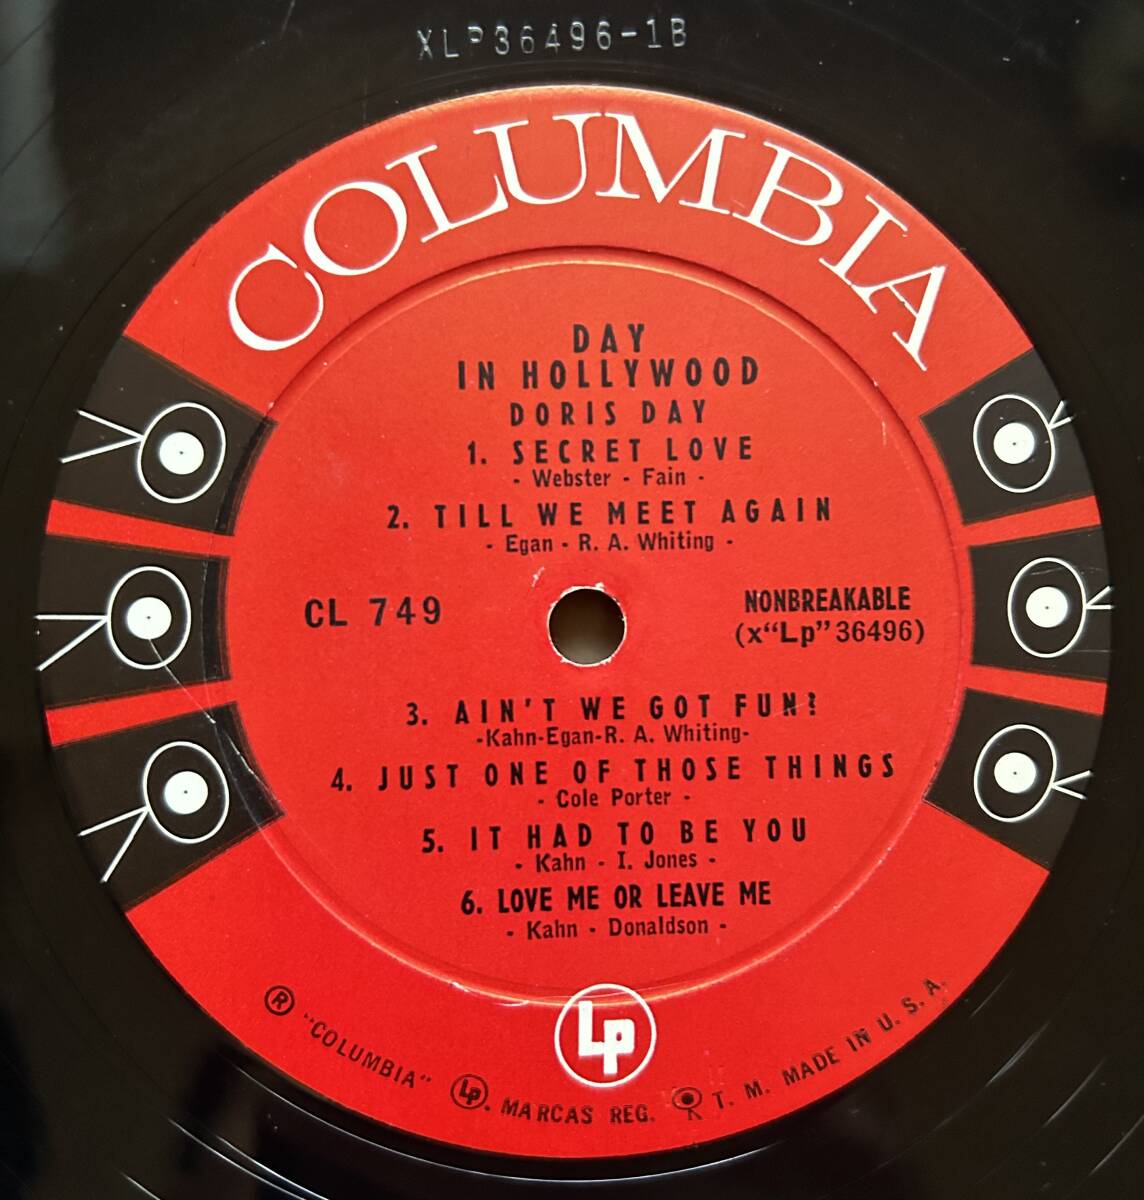 XLP36496-1B
COLUMBIA
DAY
IN HOLLYWOOD
DORIS DAY
1. SECRET LOVE
- Webster - Fain -
2. TILL WE MEET AGAIN
- Egan - R. A. Whiting -
CL 749
NONBREAKABLE
(x“Lp” 36496)
3. AIN'T WE GOT FUN?
-Kahn-Egan-R. A. Whiting-
4. JUST ONE OF THOSE THINGS
- Cole Porter -
5. IT HAD TO BE YOU
- Kahn - I. Jones -
6. LOVE ME OR LEAVE ME
- Kahn - Donaldson -
Lp
® "COLUMBIA" Lp. MARCAS REG. T. M. MADE IN U. S. A.